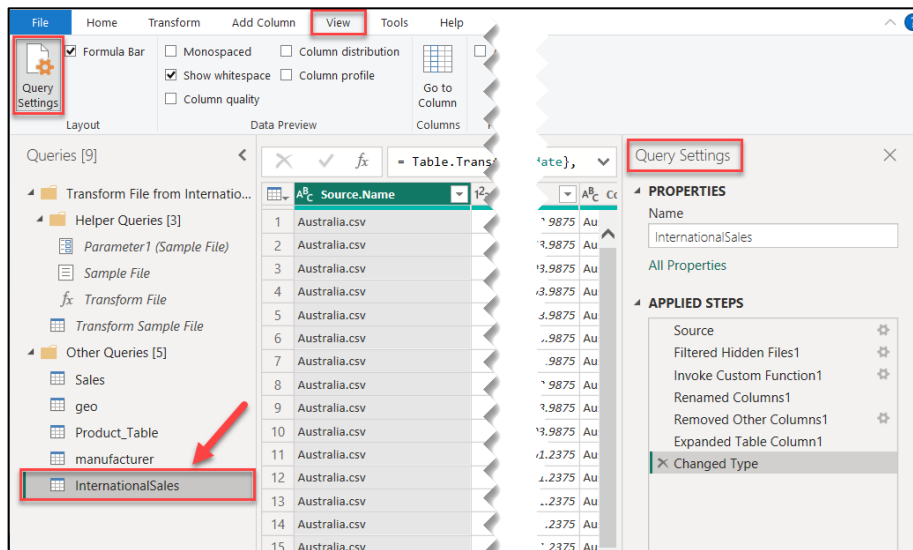 File Home Transform Add Column View Tools Help
Formula Bar Monospaced Column distribution
Show whitespace Column profile
Query Settings
Column quality
Go to Column
Layout Data Preview Columns
Queries [9]
fx = Table.Trans
Query Settings
Transform File from Internatio...
Helper Queries [3]
Parameter1 (Sample File)
Sample File
fx Transform File
Transform Sample File
Other Queries [5]
Sales
geo
Product_Table
manufacturer
InternationalSales
ABC Source.Name
1 Australia.csv
2 Australia.csv
3 Australia.csv
4 Australia.csv
5 Australia.csv
6 Australia.csv
7 Australia.csv
8 Australia.csv
9 Australia.csv
10 Australia.csv
11 Australia.csv
12 Australia.csv
13 Australia.csv
14 Australia.csv
15 Australia.csv
PROPERTIES
Name
InternationalSales
All Properties
APPLIED STEPS
Source
Filtered Hidden Files1
Invoke Custom Function1
Renamed Columns1
Removed Other Columns1
Expanded Table Column1
Changed Type